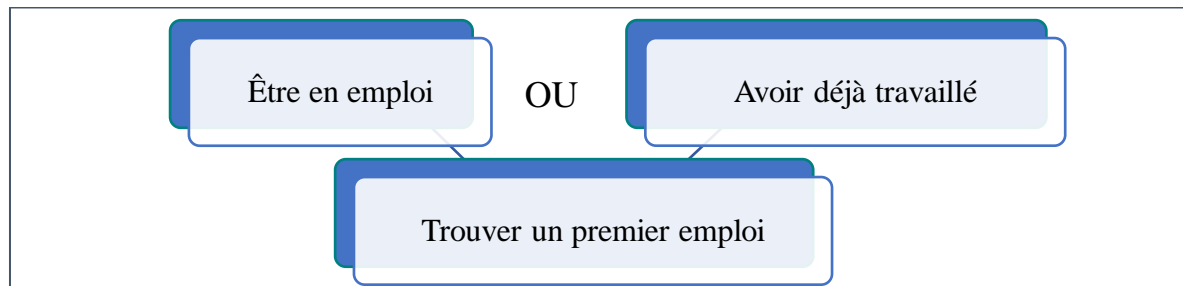 Être en emploi OU Avoir déjà travaillé
Trouver un premier emploi